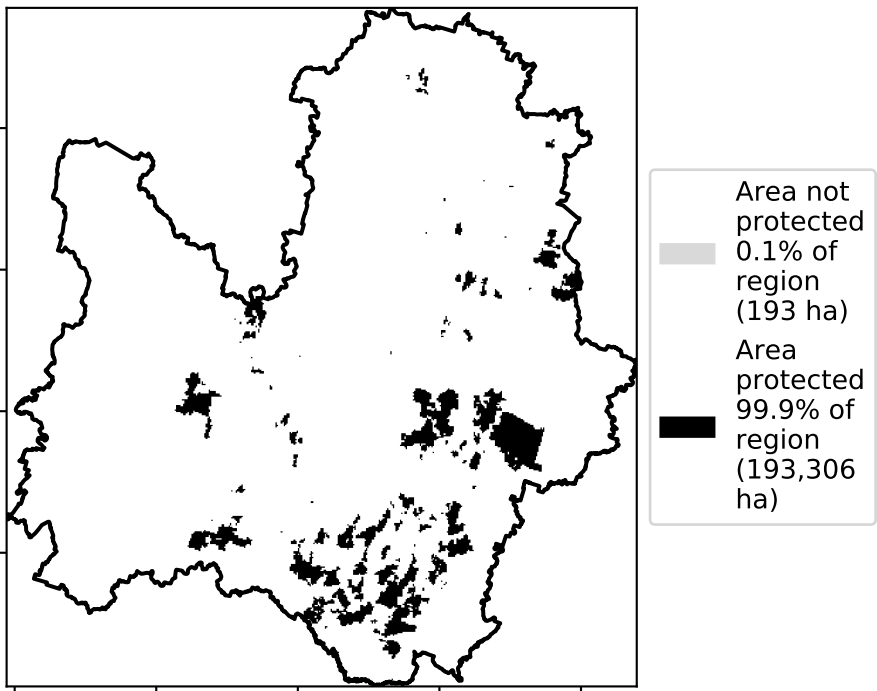 Area not
protected
0.1% of
region
(193 ha)
Area
protected
99.9% of
region
(193,306
ha)